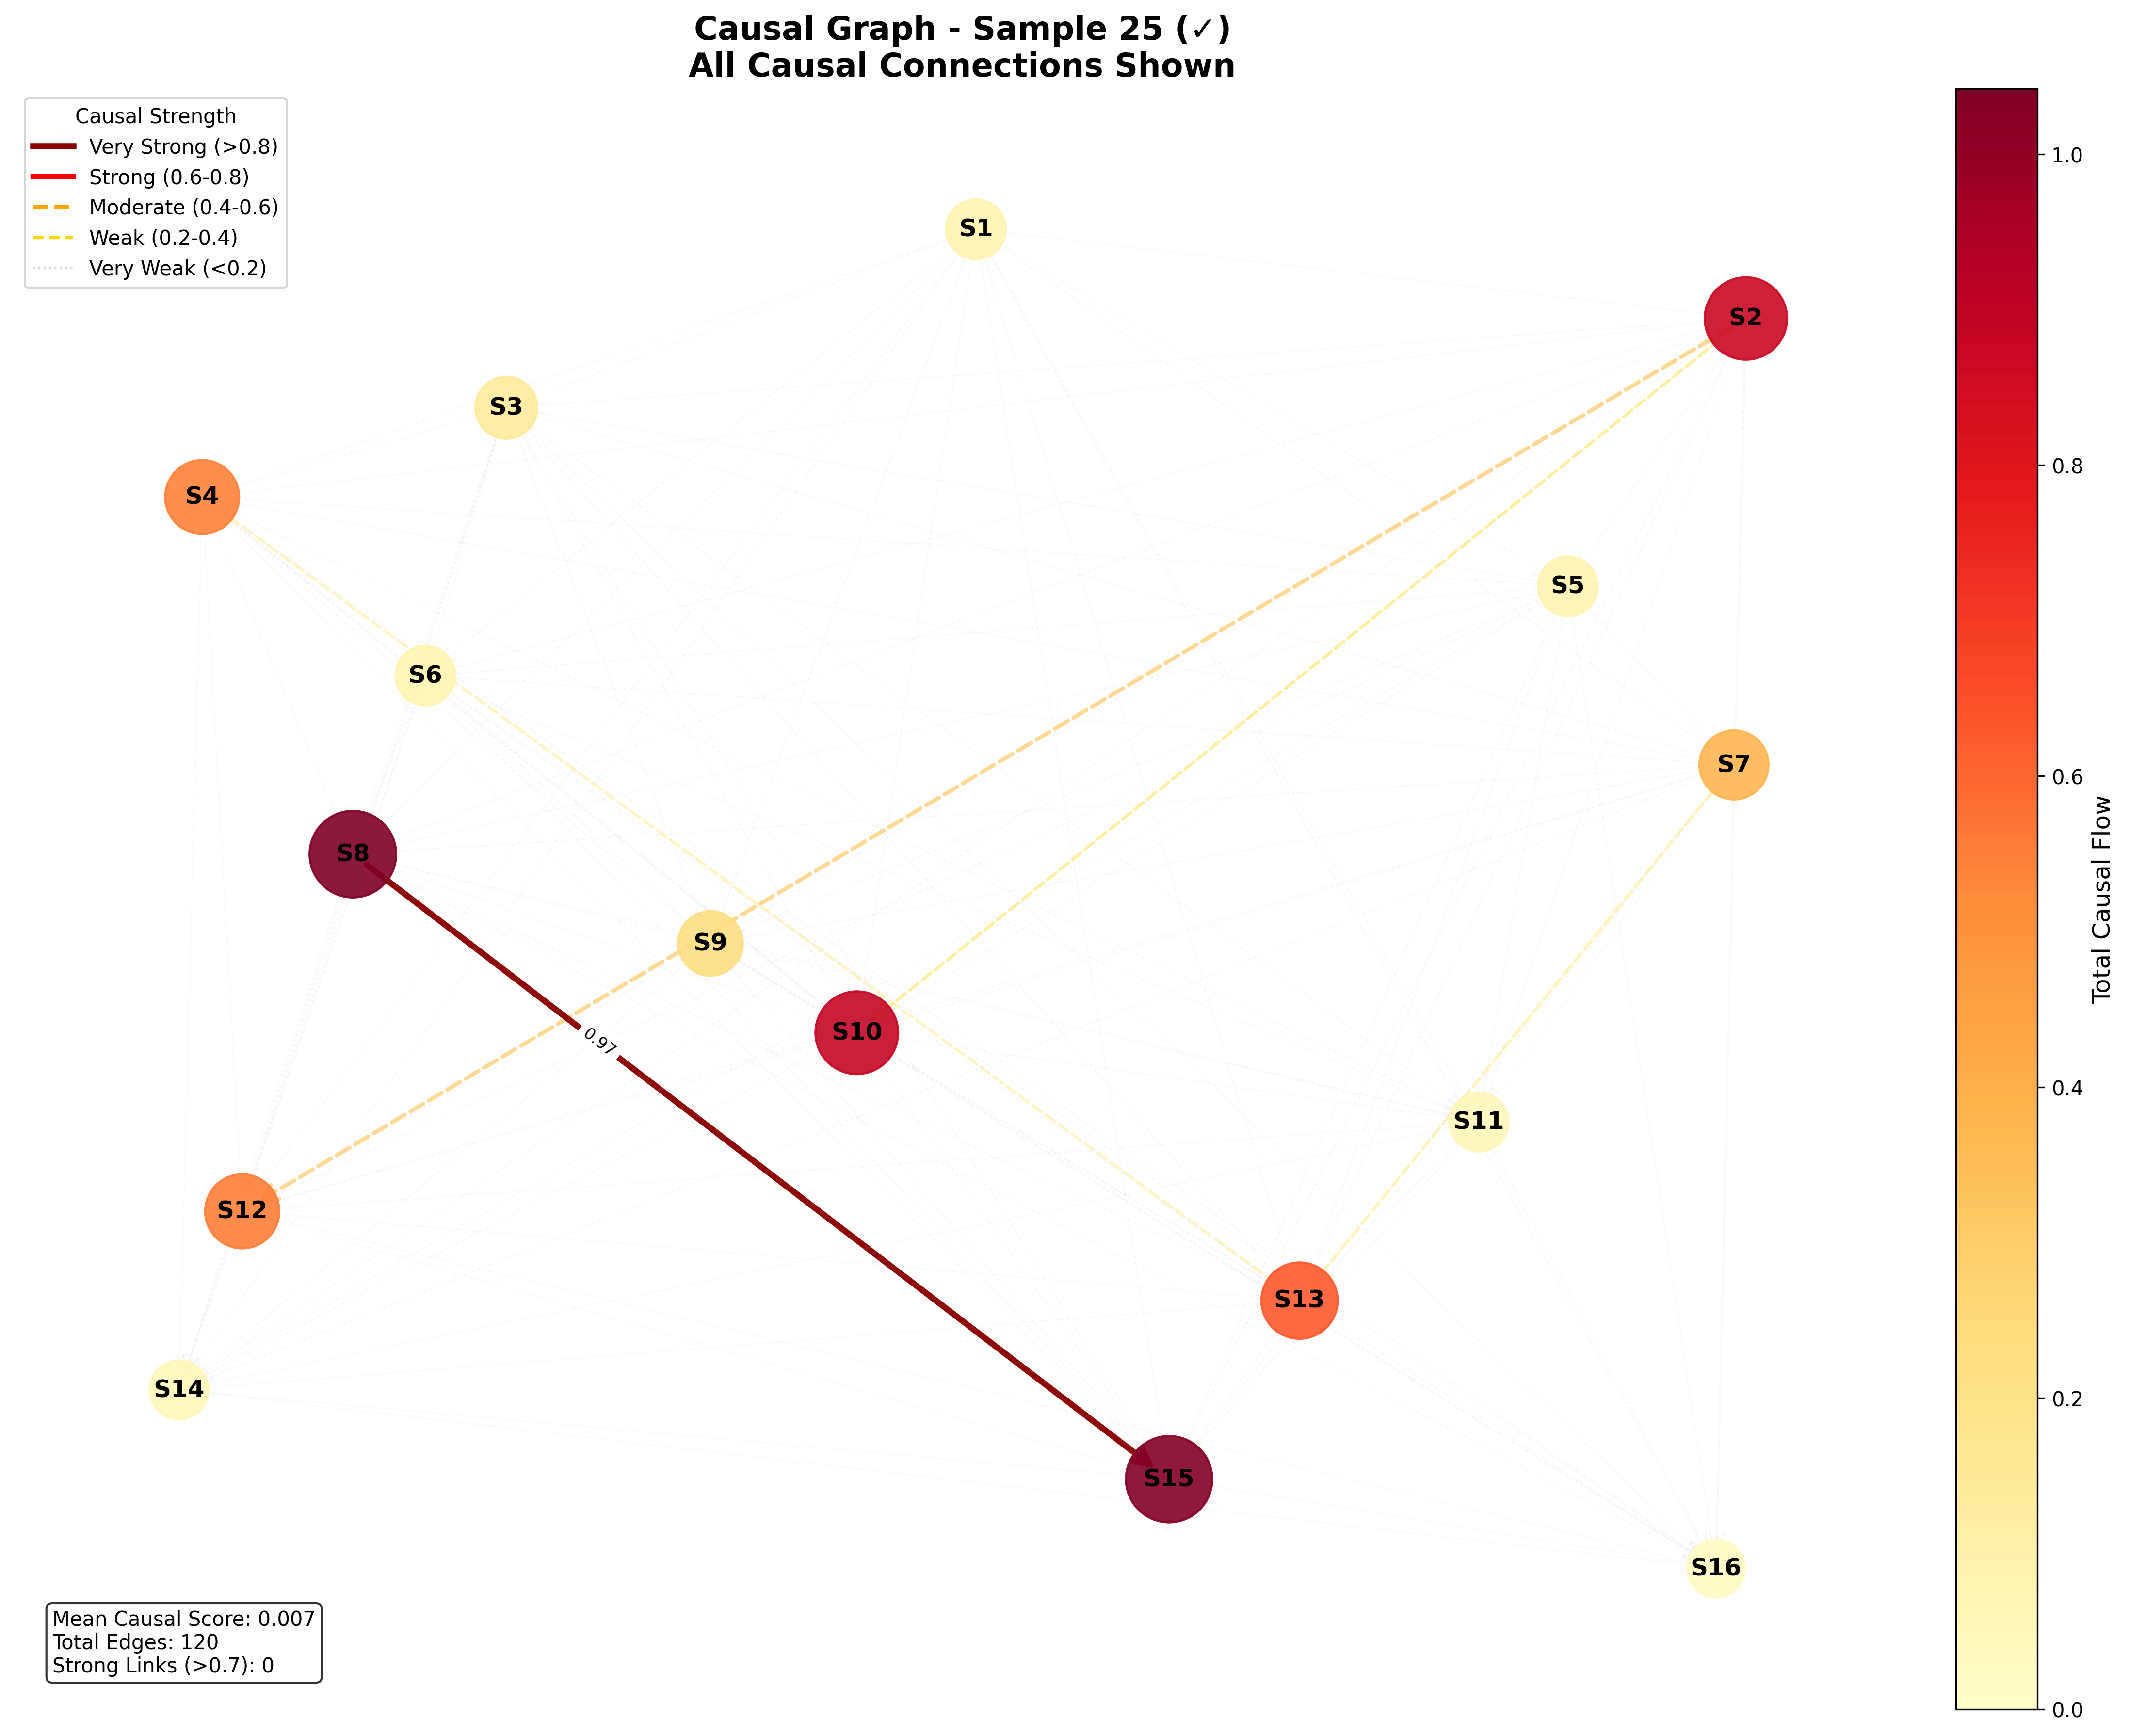 Causal Graph - Sample 25 (✓)
All Causal Connections Shown
Causal Strength
Very Strong (>0.8)
Strong (0.6-0.8)
Moderate (0.4-0.6)
Weak (0.2-0.4)
Very Weak (<0.2)
S1
S2
S3
S4
S5
S6
S7
S8
S9
S10
0.97
S11
S12
S13
S14
S15
S16
1.0
0.8
0.6
0.4
0.2
0.0
Total Causal Flow
Mean Causal Score: 0.007
Total Edges: 120
Strong Links (>0.7): 0